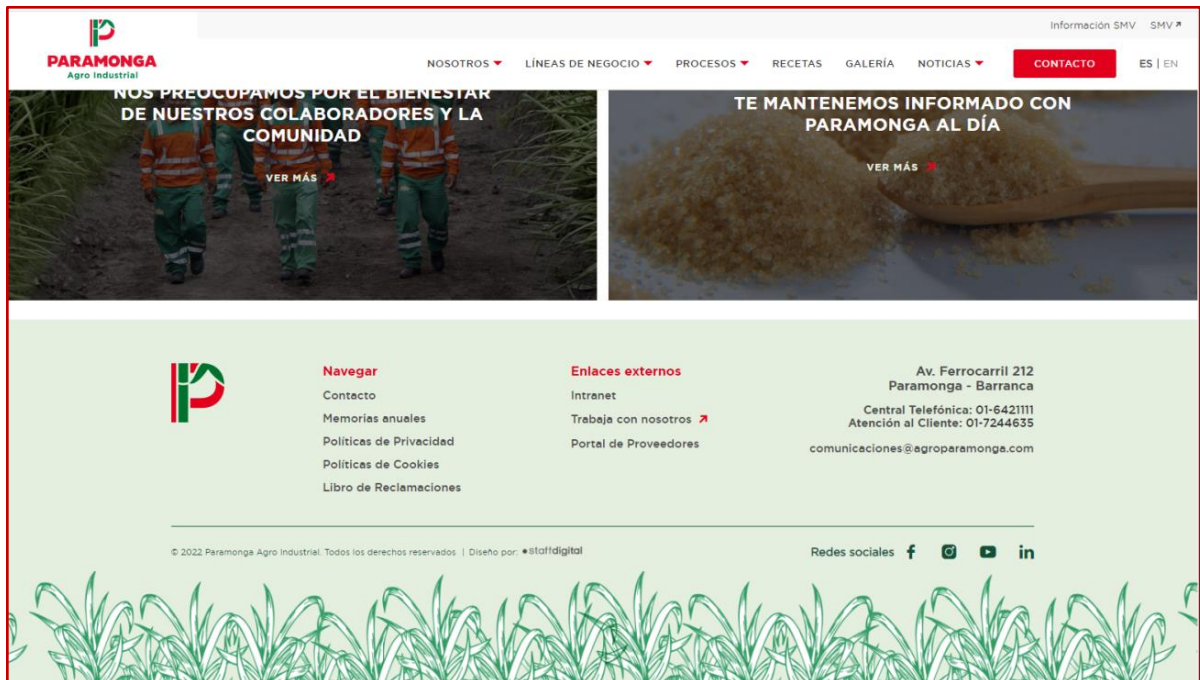 Información SMV SMV
PARAMONGA
Agro Industrial
NOSOTROS LÍNEAS DE NEGOCIO PROCESOS RECETAS GALERÍA NOTICIAS CONTACTO ES | EN
NOS PREOCUPAMOS POR EL BIENESTAR
DE NUESTROS COLABORADORES Y LA
COMUNIDAD
VER MÁS
TE MANTENEMOS INFORMADO CON
PARAMONGA AL DÍA
VER MÁS
Navegar
Contacto
Memorias anuales
Políticas de Privacidad
Políticas de Cookies
Libro de Reclamaciones
Enlaces externos
Intranet
Trabaja con nosotros
Portal de Proveedores
Av. Ferrocarril 212
Paramonga - Barranca
Central Telefónica: 01-6421111
Atención al Cliente: 01-7244635
comunicaciones@agroparamonga.com
© 2022 Paramonga Agro Industrial. Todos los derechos reservados | Diseño por: staffdigital
Redes sociales